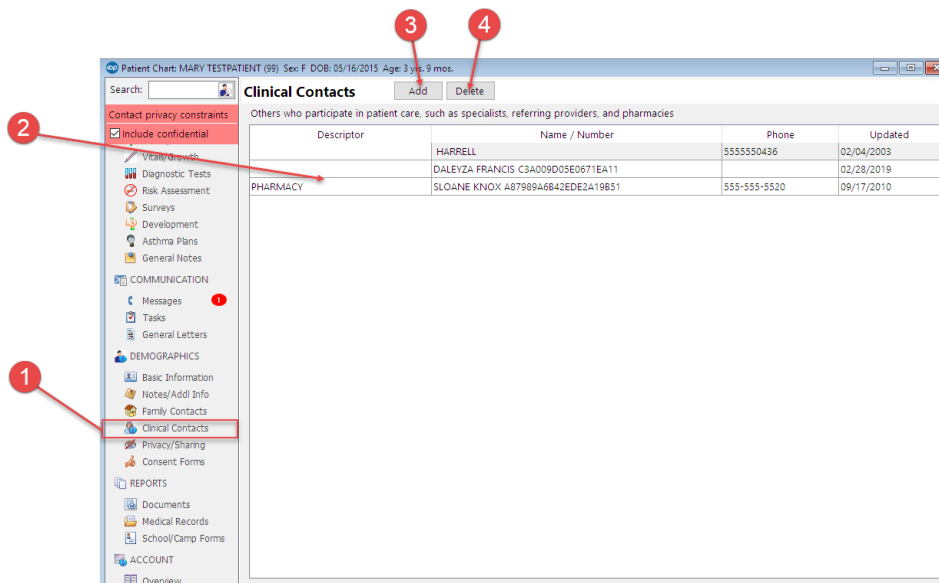 3
4
Patient Chart: MARY TESTPATIENT (99) Sex: F DOB: 05/16/2015 Age: 3 yrs. 9 mos.
Search:
Clinical Contacts
Add
Delete
Contact privacy constraints
Include confidential
Others who participate in patient care, such as specialists, referring providers, and pharmacies
2
Descriptor Name / Number Phone Updated
HARRELL 5555550436 02/04/2003
DALEYZA FRANCIS C3A009D05E0671EA11 02/28/2019
PHARMACY SLOANE KNOX A87989A6B42EDE2A19B51 555-555-5520 09/17/2010
Vitals/Growth
Diagnostic Tests
Risk Assessment
Surveys
Development
Asthma Plans
General Notes
COMMUNICATION
Messages 1
Tasks
General Letters
DEMOGRAPHICS
1
Basic Information
Notes/Addl Info
Family Contacts
Clinical Contacts
Privacy/Sharing
Consent Forms
REPORTS
Documents
Medical Records
School/Camp Forms
ACCOUNT
Overview